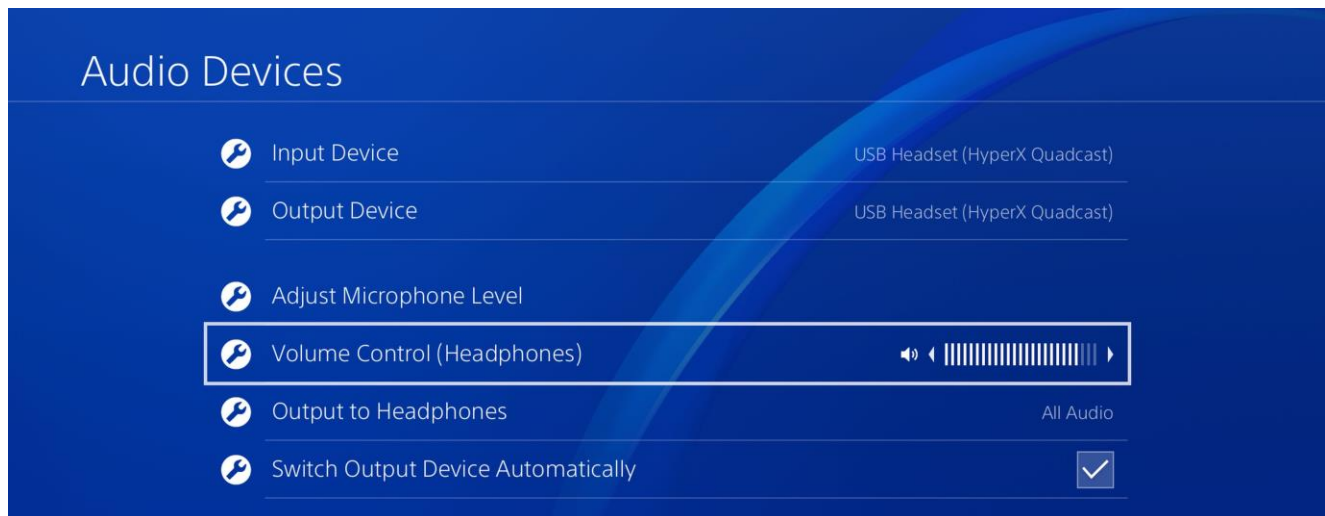 Audio Devices
Input Device USB Headset (HyperX Quadcast)
Output Device USB Headset (HyperX Quadcast)
Adjust Microphone Level
Volume Control (Headphones)
Output to Headphones All Audio
Switch Output Device Automatically